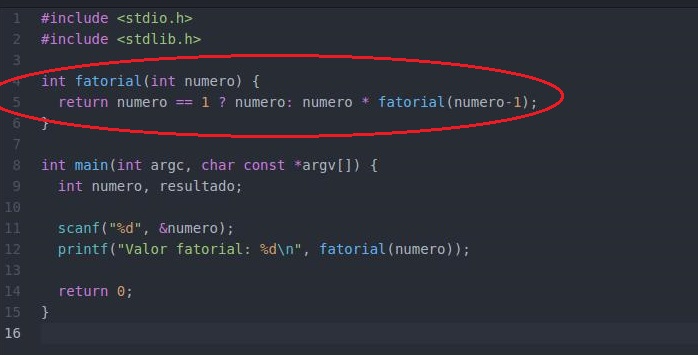 1 #include <stdio.h>
2 #include <stdlib.h>
3
4 int fatorial(int numero) {
5   return numero == 1 ? numero: numero * fatorial(numero-1);
6 }
7
8 int main(int argc, char const *argv[]) {
9   int numero, resultado;
10
11   scanf("%d", &numero);
12   printf("Valor fatorial: %d\n", fatorial(numero));
13
14   return 0;
15 }
16